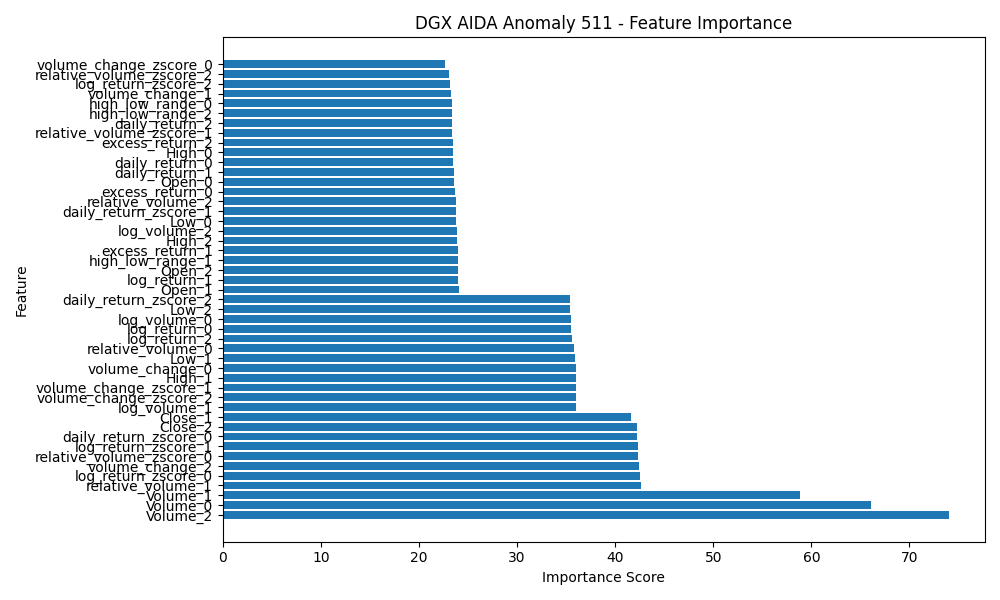 DGX AIDA Anomaly 511 - Feature Importance
volume_change_zscore_0
relative_volume_zscore_2
log_return_zscore_2
volume_change_1
high_low_range_0
high_low_range_2
daily_return_2
relative_volume_zscore_1
excess_return_2
High_0
daily_return_0
daily_return_1
Open_0
excess_return_0
relative_volume_2
daily_return_zscore_1
Low_0
log_volume_2
High_2
excess_return_1
high_low_range_1
Open_2
log_return_1
Open_1
daily_return_zscore_2
Low_2
log_volume_0
log_return_0
log_return_2
relative_volume_0
Low_1
volume_change_0
High_1
volume_change_zscore_1
volume_change_zscore_2
log_volume_1
Close_1
Close_2
daily_return_zscore_0
log_return_zscore_1
relative_volume_zscore_0
volume_change_2
log_return_zscore_0
relative_volume_1
Volume_1
Volume_0
Volume_2
Feature
0 10 20 30 40 50 60 70
Importance Score